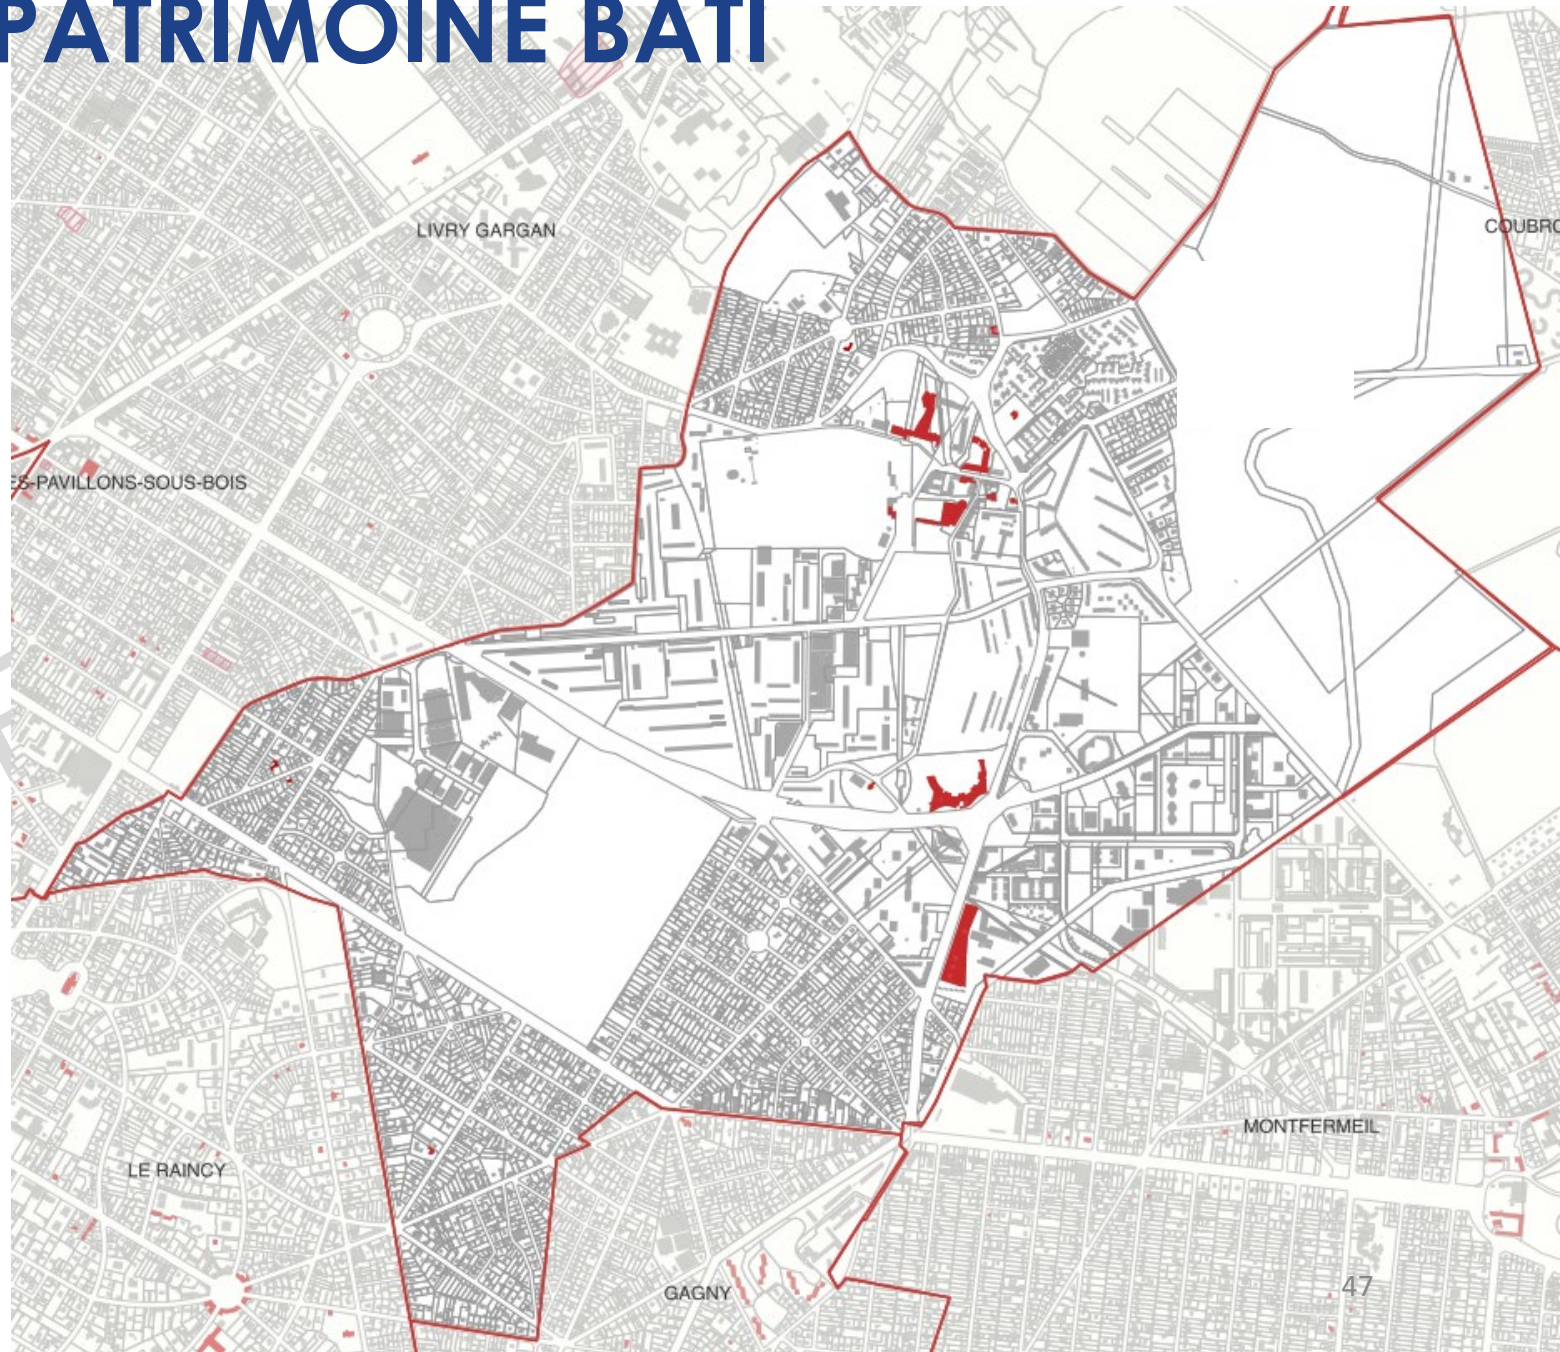 PATRIMOINE BATI
LIVRY GARGAN
COUBRO
ES-PAVILLONS-SOUS-BOIS
MONTFERMEIL
LE RAINCY
GAGNY
47